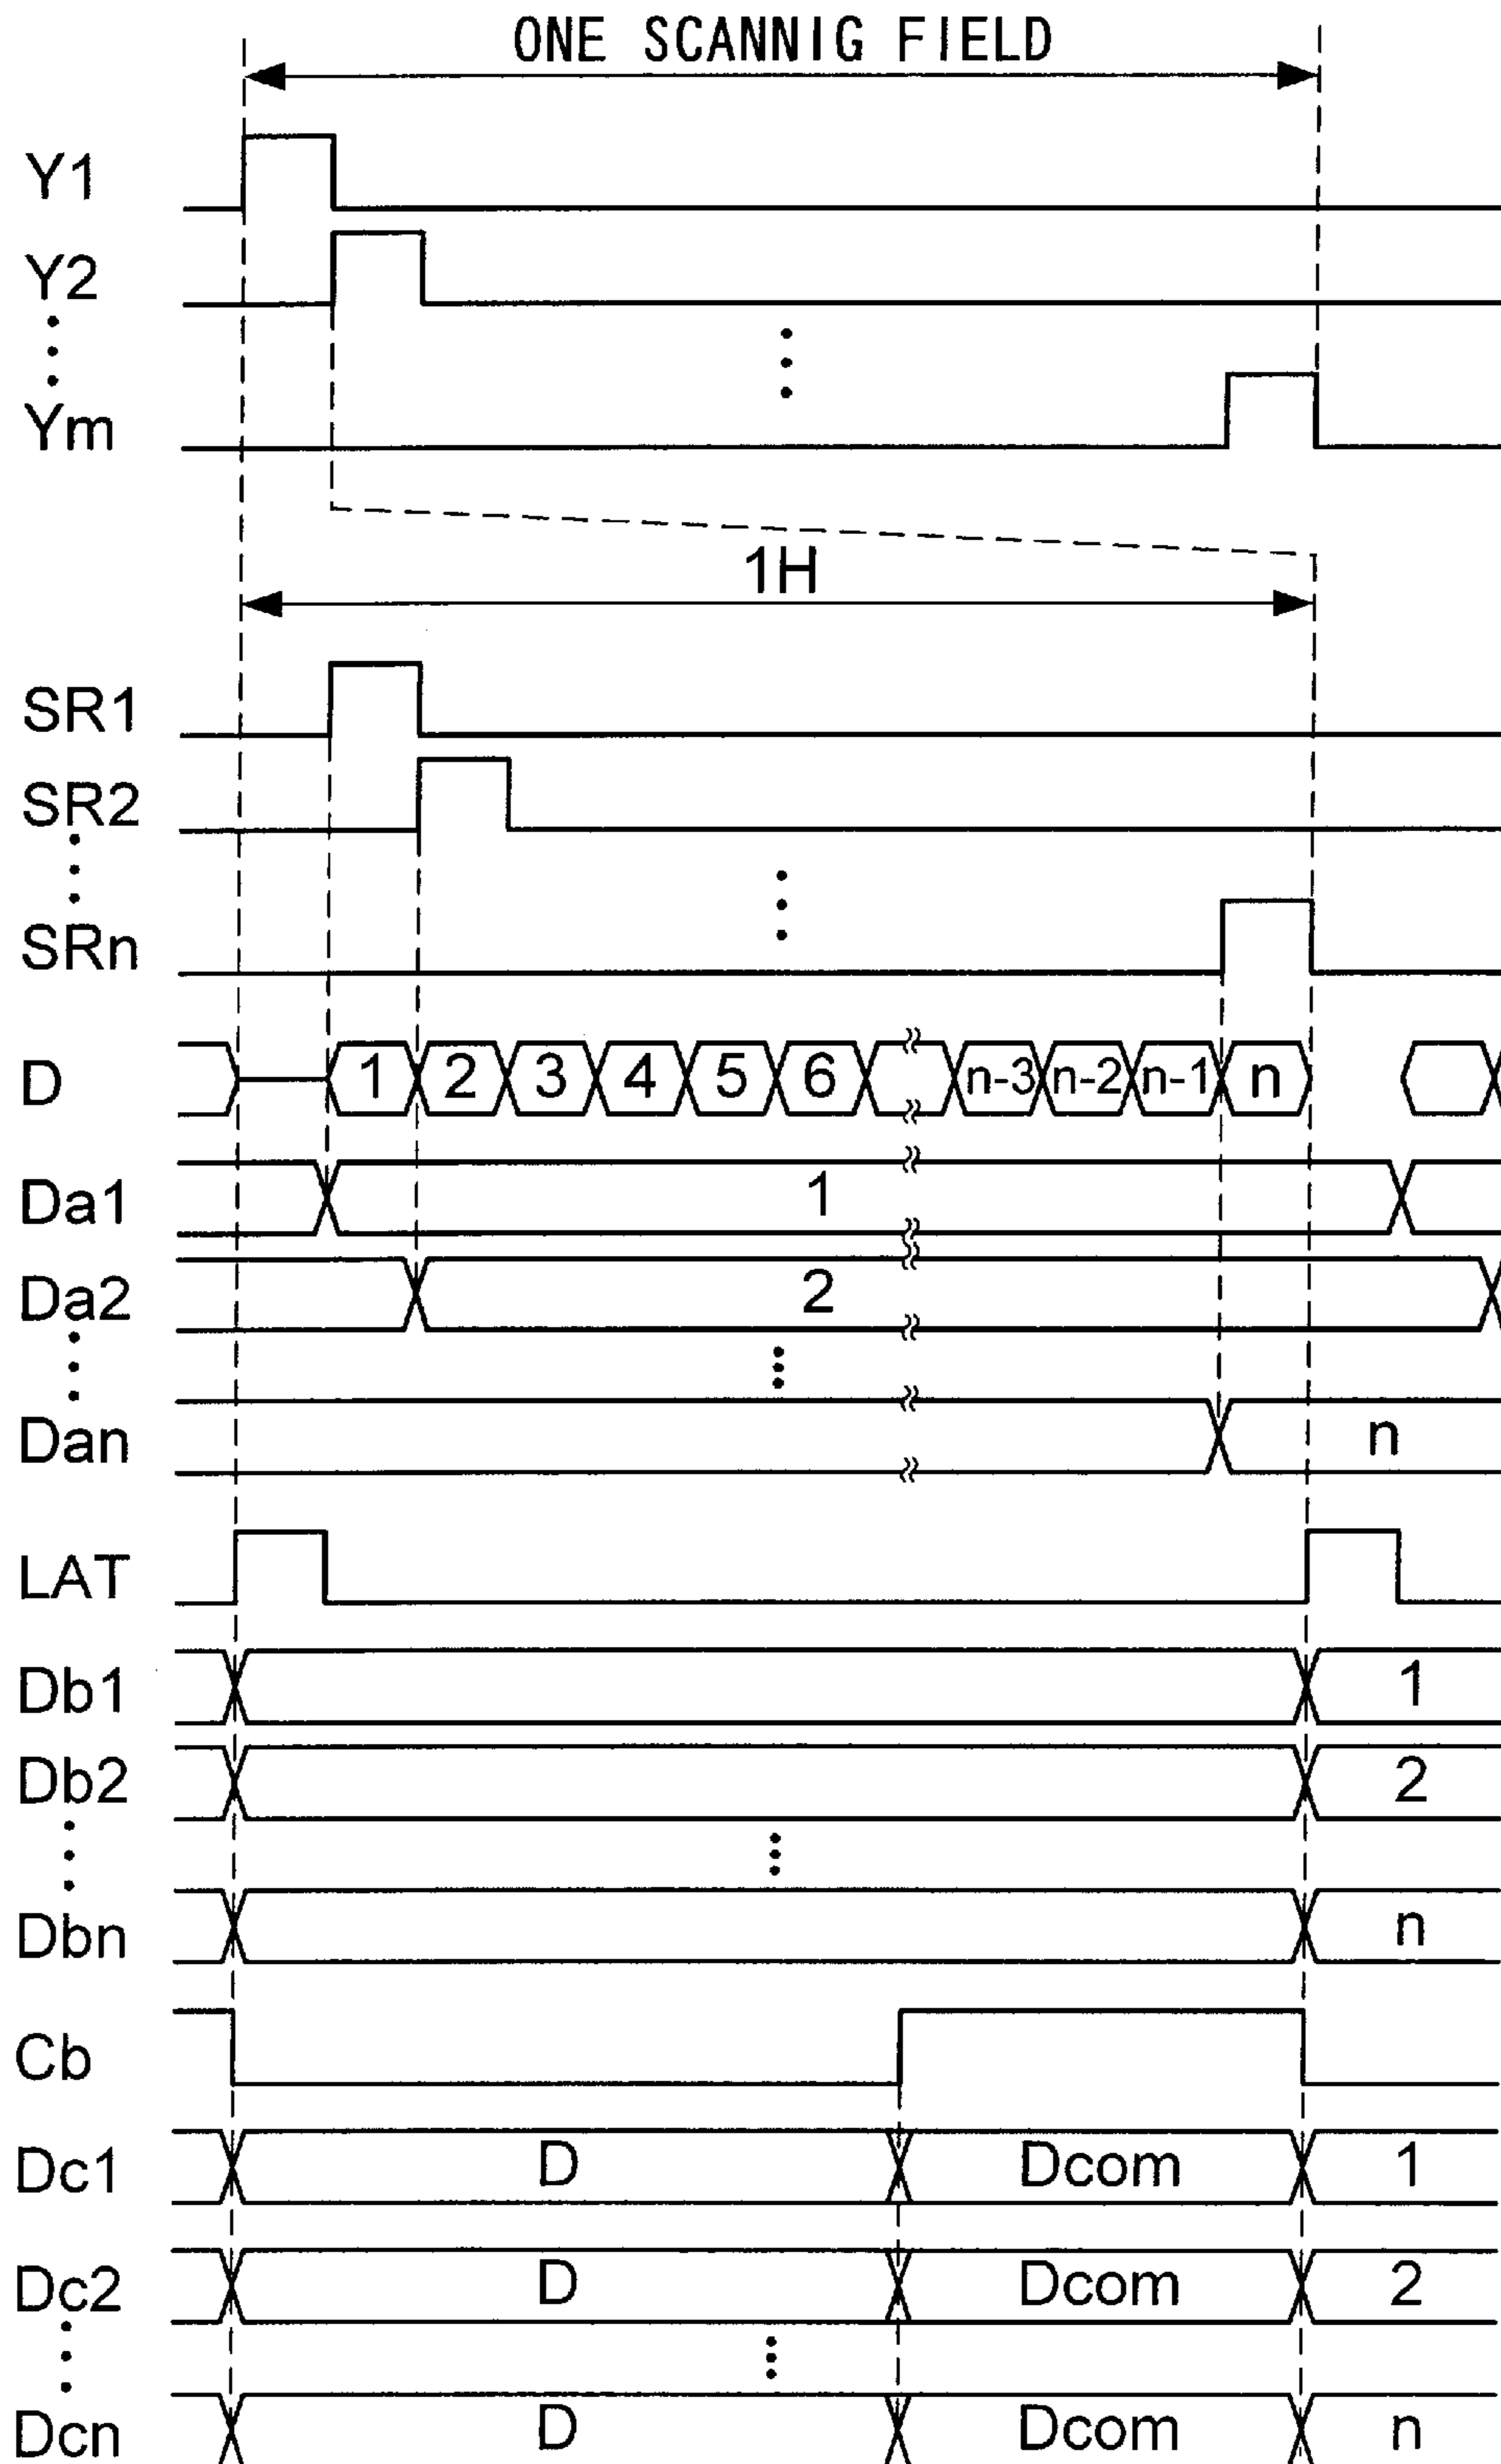 ONE SCANNIG FIELD
Y1
Y2
Ym
1H
SR1
SR2
SRn
D 1 2 3 4 5 6 n-3 n-2 n-1 n
Da1 1
Da2 2
Dan n
LAT
Db1 1
Db2 2
Dbn n
Cb
Dc1 D Dcom 1
Dc2 D Dcom 2
Dcn D Dcom n